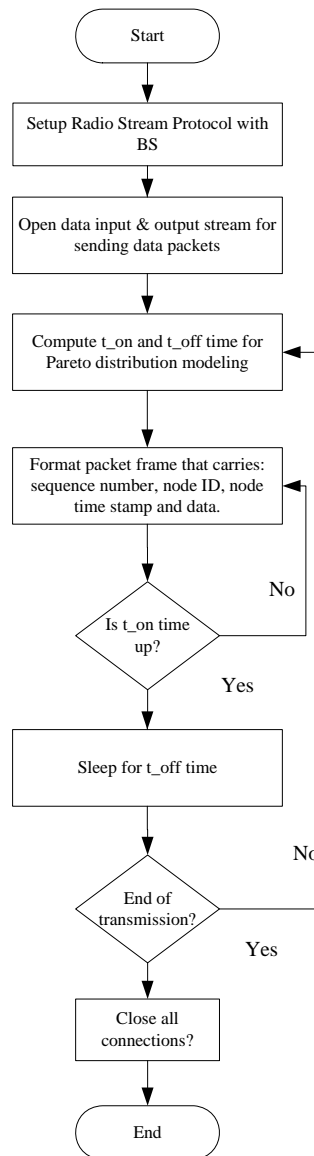 Start
Setup Radio Stream Protocol with
BS
Open data input & output stream for
sending data packets
Compute t_on and t_off time for
Pareto distribution modeling
Format packet frame that carries:
sequence number, node ID, node
time stamp and data.
No
Is t_on time
up?
Yes
Sleep for t_off time
No
End of
transmission?
Yes
Close all
connections?
End